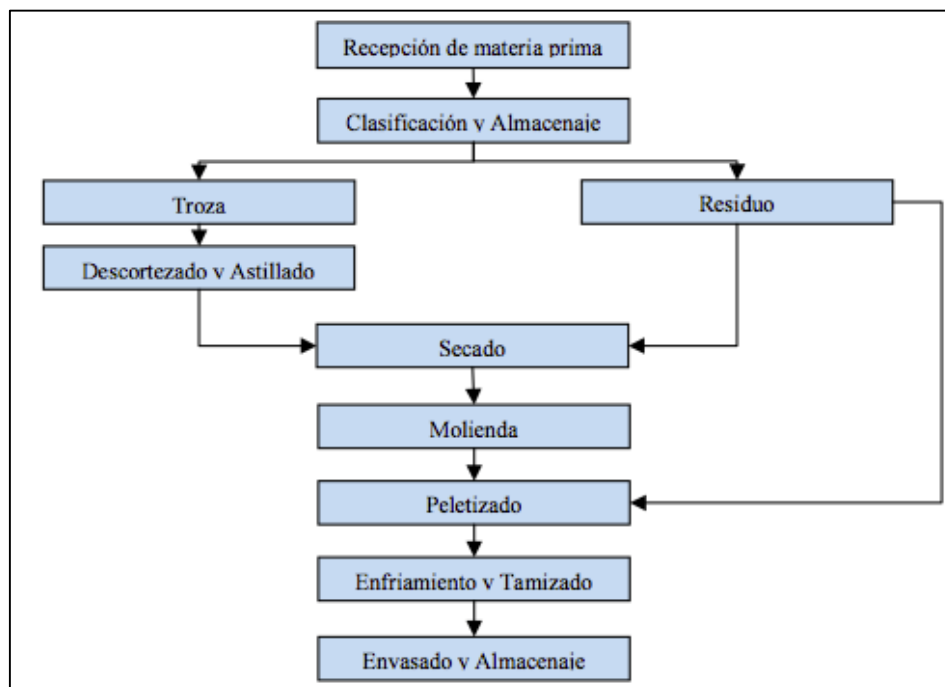 Recepción de materia prima
Clasificación y Almacenaje
Troza
Residuo
Descortezado y Astillado
Secado
Molienda
Peletizado
Enfriamiento y Tamizado
Envasado y Almacenaje